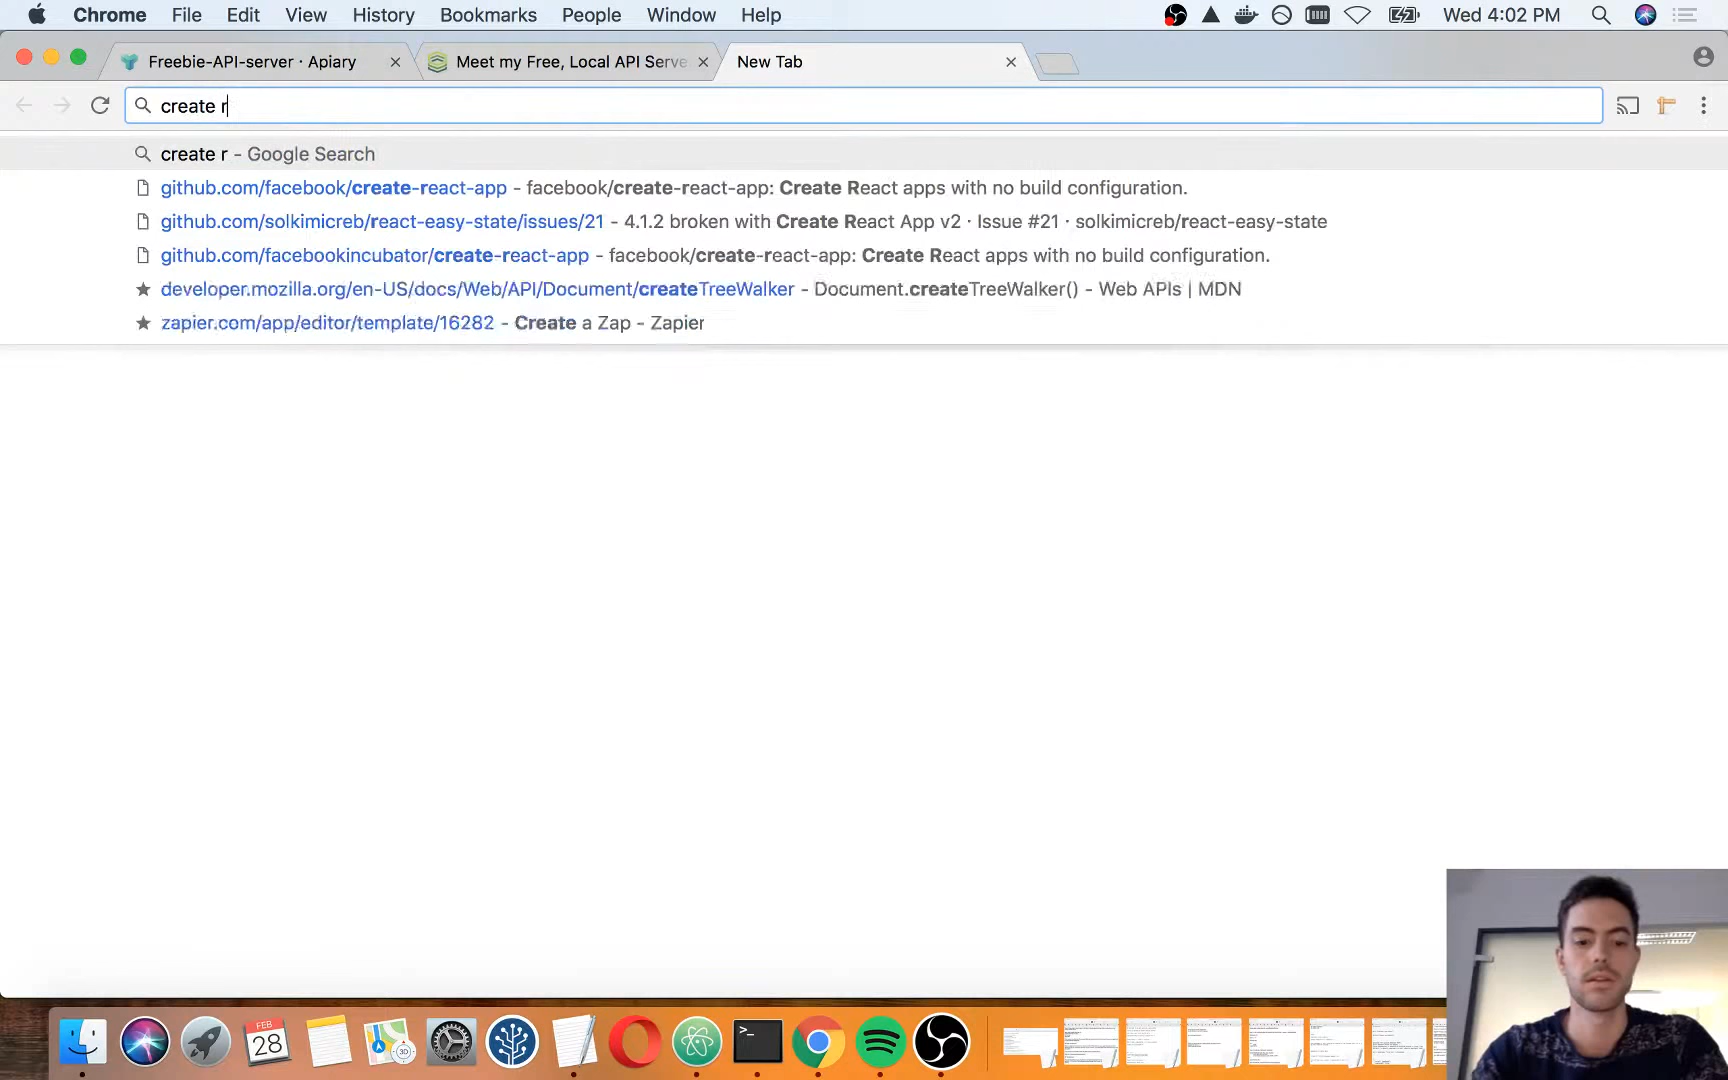 Chrome File Edit View History Bookmarks People Window Help Wed 4:02 PM
Freebie-API-server · Apiary Meet my Free, Local API Serve New Tab
create r
create r - Google Search
github.com/facebook/create-react-app - facebook/create-react-app: Create React apps with no build configuration.
github.com/solkimicreb/react-easy-state/issues/21 - 4.1.2 broken with Create React App v2 · Issue #21 · solkimicreb/react-easy-state
github.com/facebookincubator/create-react-app - facebook/create-react-app: Create React apps with no build configuration.
developer.mozilla.org/en-US/docs/Web/API/Document/createTreeWalker - Document.createTreeWalker() - Web APIs | MDN
zapier.com/app/editor/template/16282 - Create a Zap - Zapier
FEB
28
3D
>_